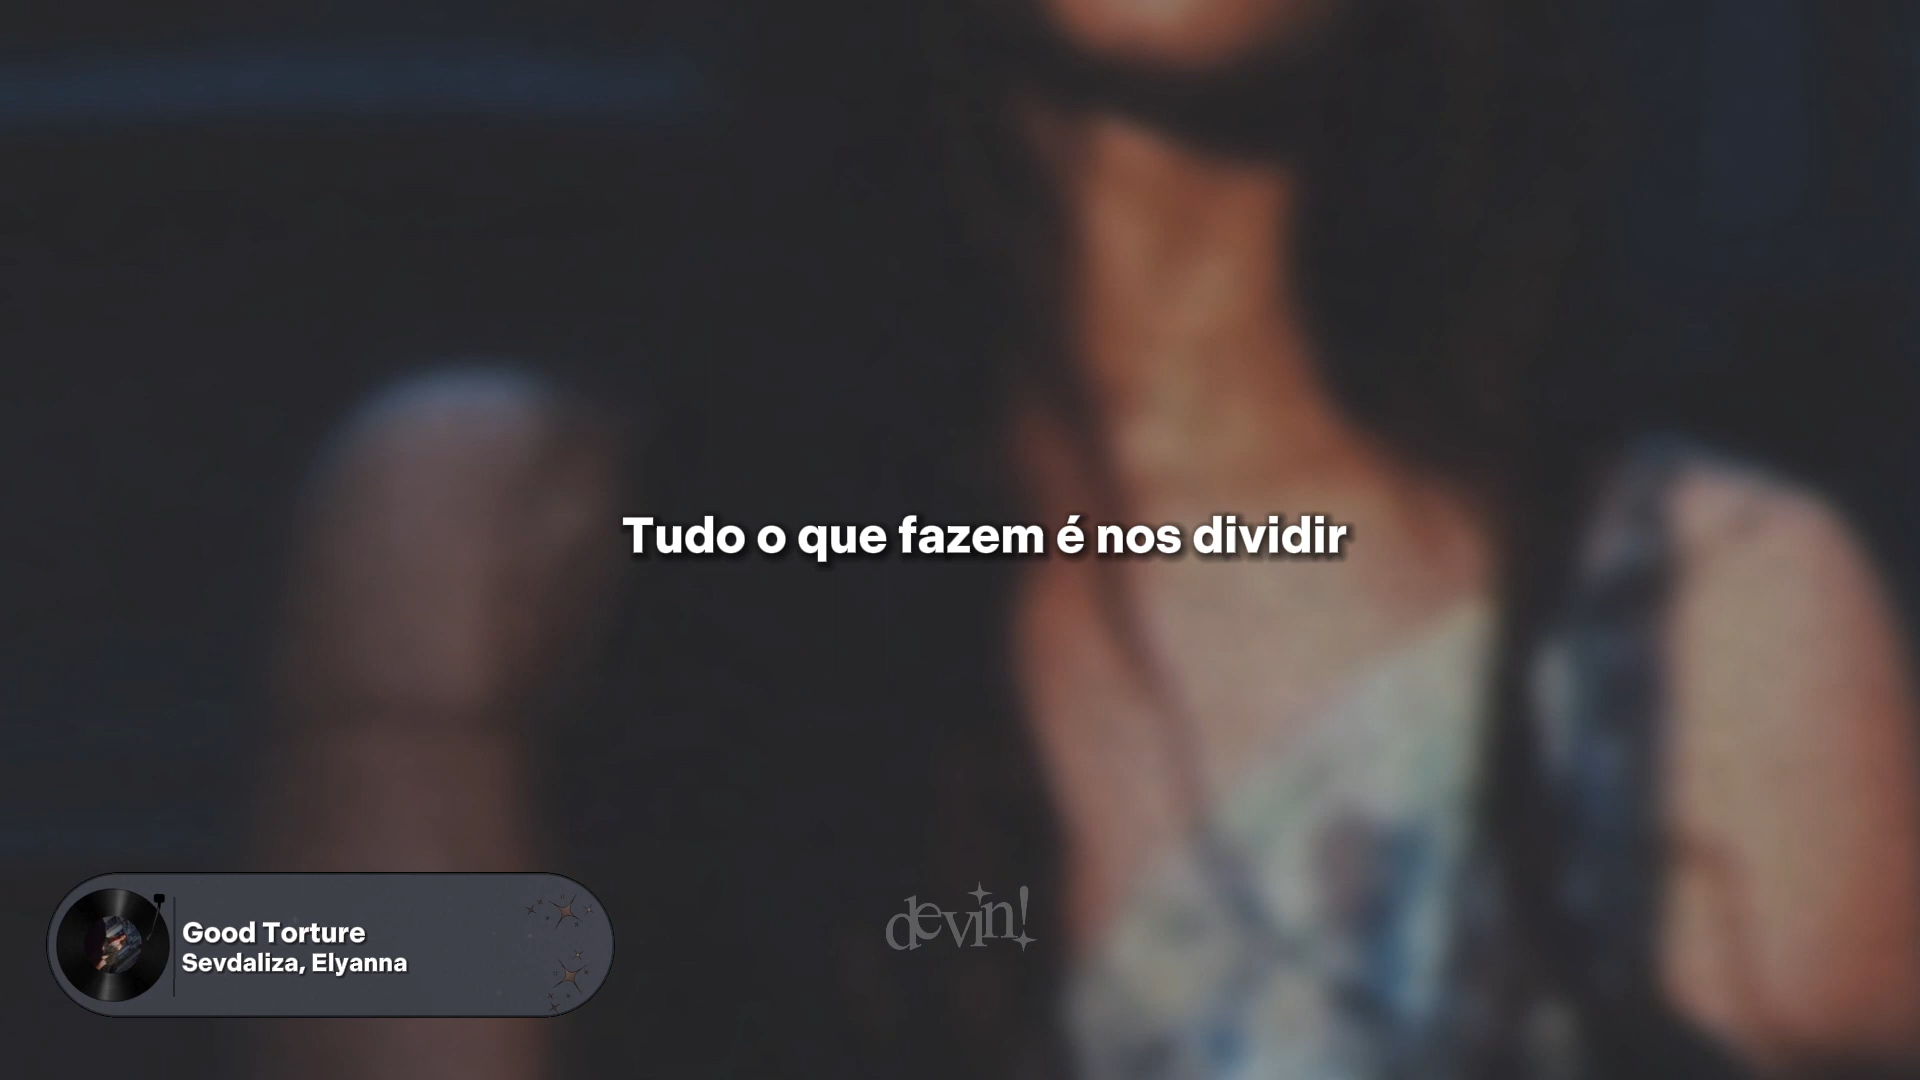 Tudo o que fazem é nos dividir
Good Torture
Sevdaliza, Elyanna
devin!